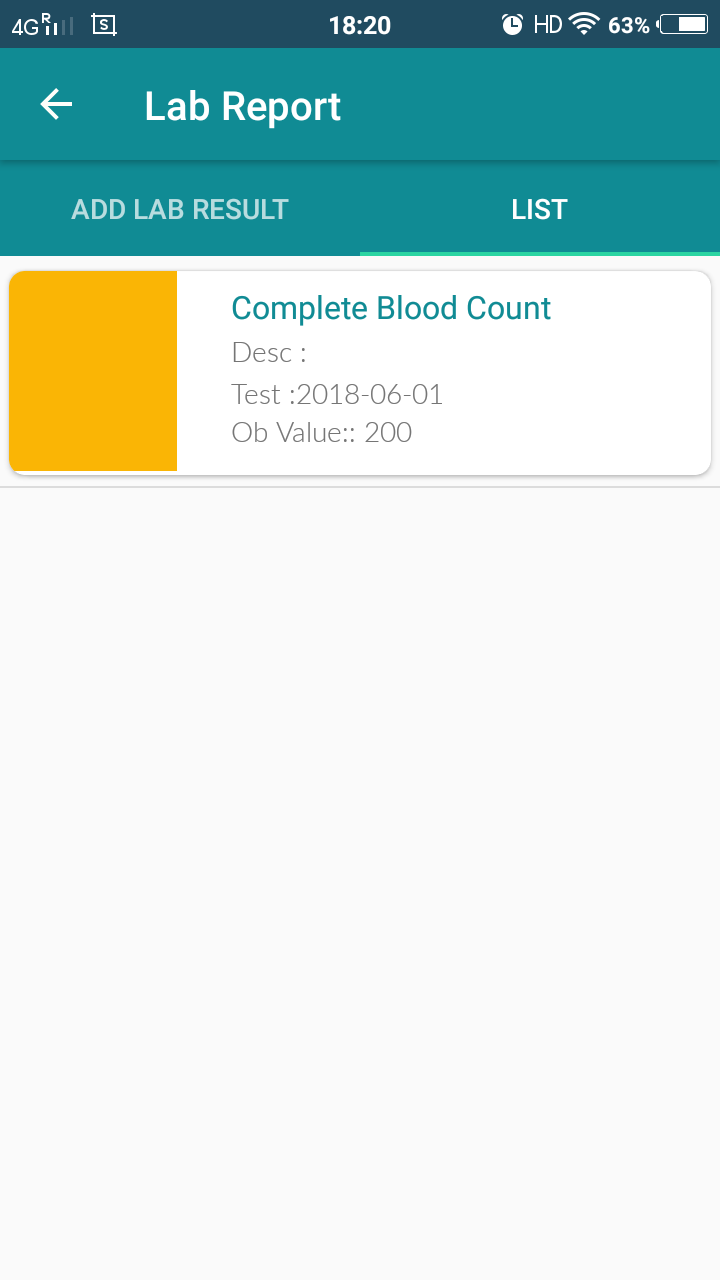 4G R S 18:20 HD 63%
Lab Report
ADD LAB RESULT LIST
Complete Blood Count
Desc :
Test :2018-06-01
Ob Value:: 200